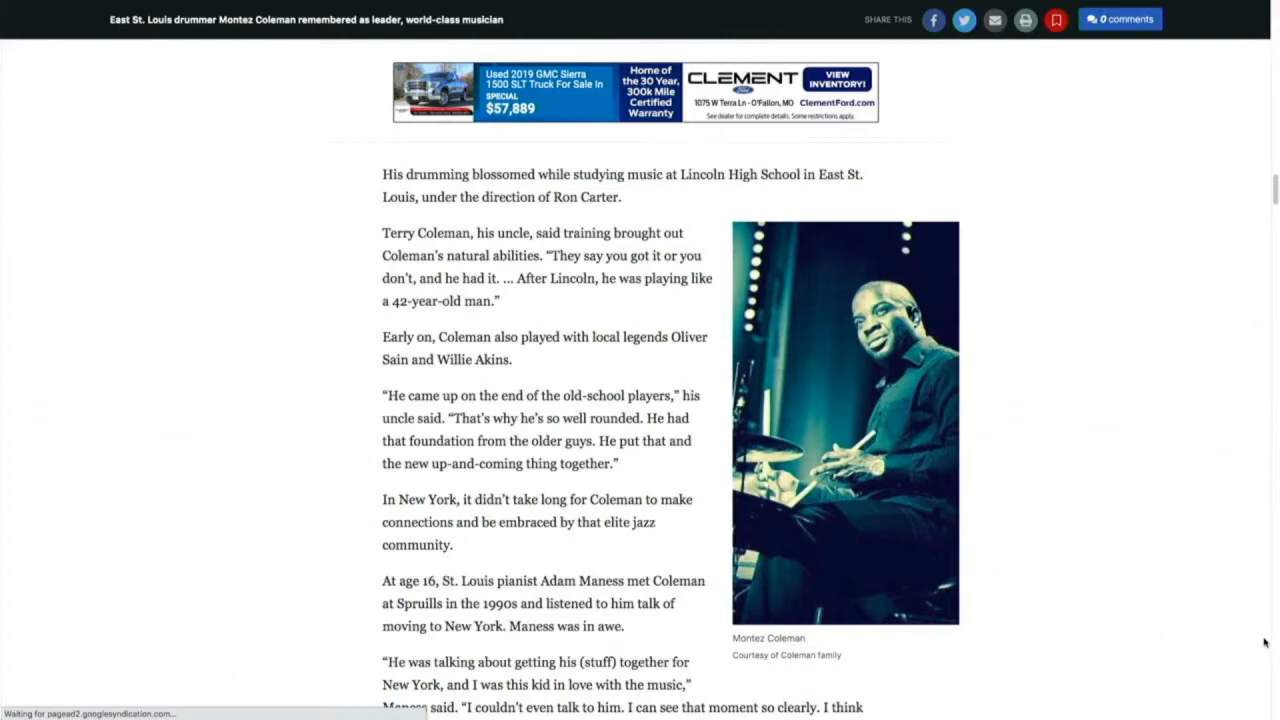 East St. Louis drummer Montez Coleman remembered as leader, world-class musician
SHARE THIS
0 comments
Used 2019 GMC Sierra
1500 SLT Truck For Sale In
SPECIAL
$57,889
Home of
the 30 Year,
300k Mile
Certified
Warranty
CLEMENT
Ford
1075 W Terra Ln - O'Fallon, MO
VIEW
INVENTORY!
ClementFord.com
See dealer for complete details. Some restrictions apply.
His drumming blossomed while studying music at Lincoln High School in East St.
Louis, under the direction of Ron Carter.
Terry Coleman, his uncle, said training brought out
Coleman's natural abilities. “They say you got it or you
don't, and he had it. ... After Lincoln, he was playing like
a 42-year-old man.”
Early on, Coleman also played with local legends Oliver
Sain and Willie Akins.
“He came up on the end of the old-school players,” his
uncle said. “That's why he's so well rounded. He had
that foundation from the older guys. He put that and
the new up-and-coming thing together.”
In New York, it didn't take long for Coleman to make
connections and be embraced by that elite jazz
community.
At age 16, St. Louis pianist Adam Maness met Coleman
at Spruills in the 1990s and listened to him talk of
moving to New York. Maness was in awe.
“He was talking about getting his (stuff) together for
New York, and I was this kid in love with the music,”
Maness said. “I couldn't even talk to him. I can see that moment so clearly. I think
Montez Coleman
Courtesy of Coleman family
Waiting for pagead2.googlesyndication.com...